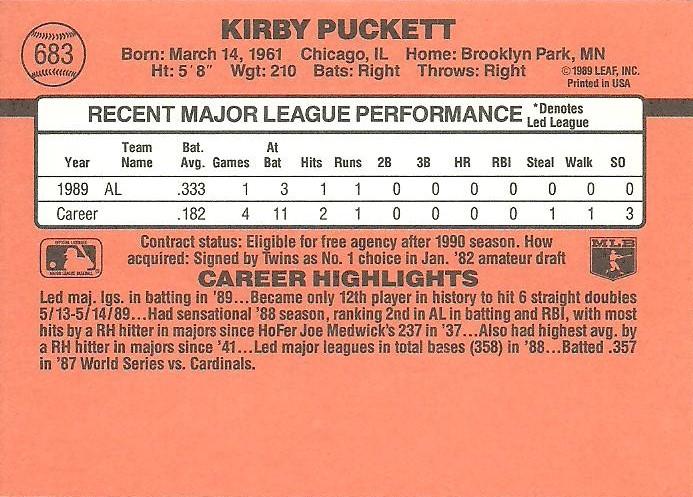 683
KIRBY PUCKETT
Born: March 14, 1961 Chicago, IL Home: Brooklyn Park, MN
Ht: 5'8" Wgt: 210 Bats: Right Throws: Right
©1989 LEAF, INC.
Printed in USA
RECENT MAJOR LEAGUE PERFORMANCE *Denotes Led League
Year Team Name Bat. Avg. Games At Bat Hits Runs 2B 3B HR RBI Steal Walk SO
1989 AL .333 1 3 1 1 0 0 0 0 0 0 0
Career .182 4 11 2 1 0 0 0 0 1 1 3
OFFICIAL LICENSEE
MAJOR LEAGUE BASEBALL
Contract status: Eligible for free agency after 1990 season. How
acquired: Signed by Twins as No. 1 choice in Jan. '82 amateur draft
MLB
CAREER HIGHLIGHTS
Led maj. lgs. in batting in '89...Became only 12th player in history to hit 6 straight doubles
5/13-5/14/89...Had sensational '88 season, ranking 2nd in AL in batting and RBI, with most
hits by a RH hitter in majors since HoFer Joe Medwick's 237 in '37...Also had highest avg. by
a RH hitter in majors since '41...Led major leagues in total bases (358) in '88...Batted .357
in '87 World Series vs. Cardinals.